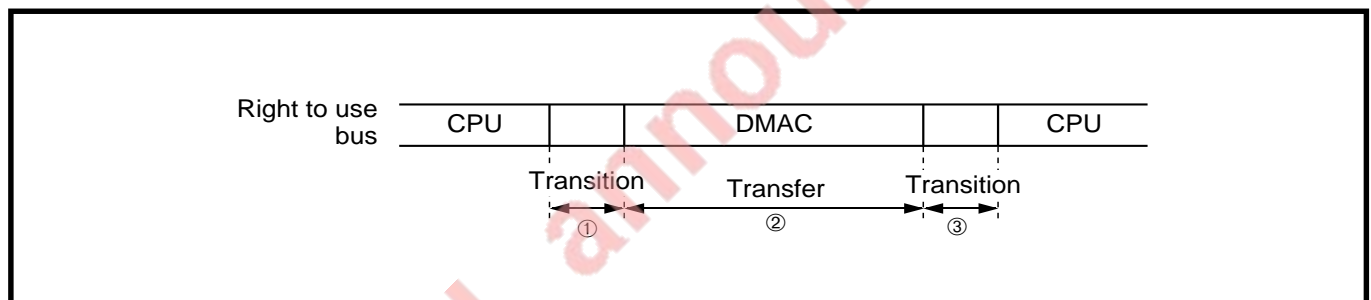 Right to use
bus
CPU
DMAC
CPU
Transition
Transfer
Transition
①
②
③